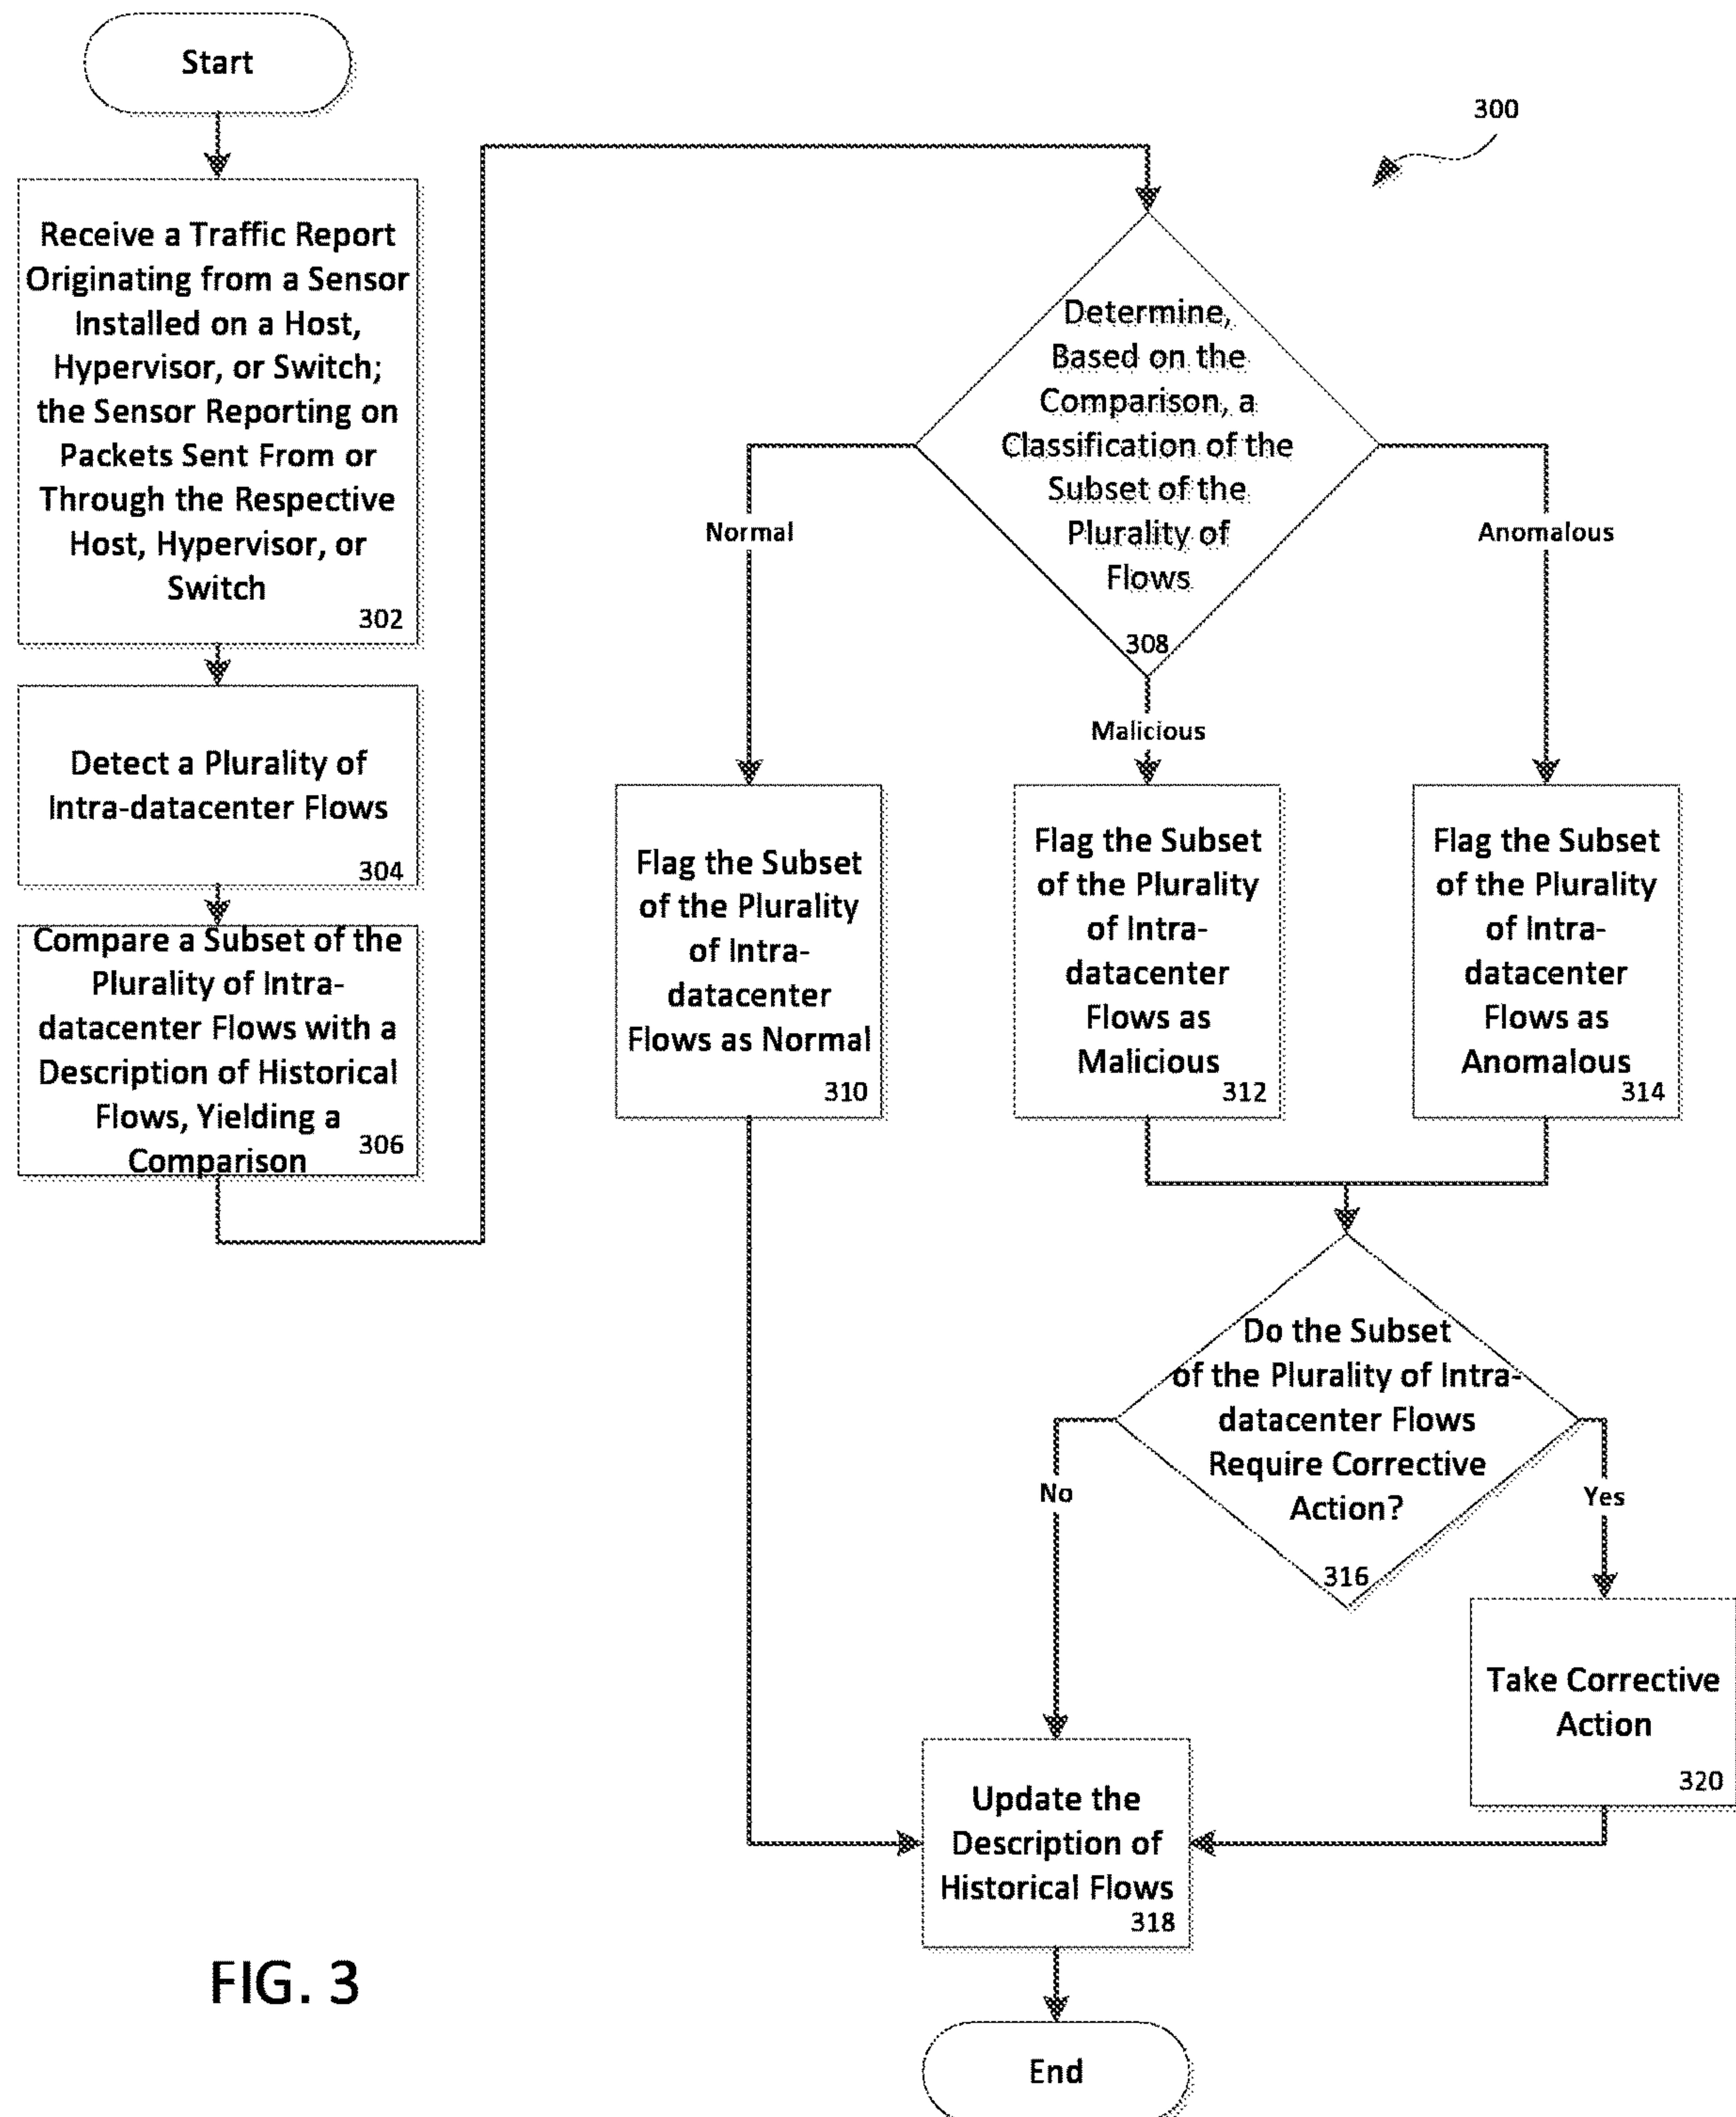 Start
300
Receive a Traffic Report
Originating from a Sensor
Installed on a Host,
Hypervisor, or Switch;
the Sensor Reporting on
Packets Sent From or
Through the Respective
Host, Hypervisor, or
Switch
302
Detect a Plurality of
Intra-datacenter Flows
304
Compare a Subset of the
Plurality of Intra-
datacenter Flows with a
Description of Historical
Flows, Yielding a
Comparison
306
Determine,
Based on the
Comparison, a
Classification of the
Subset of the
Plurality of
Flows
308
Normal
Malicious
Anomalous
Flag the Subset
of the Plurality
of Intra-
datacenter
Flows as Normal
310
Flag the Subset
of the Plurality
of Intra-
datacenter
Flows as
Malicious
312
Flag the Subset
of the Plurality
of Intra-
datacenter
Flows as
Anomalous
314
Do the Subset
of the Plurality of Intra-
datacenter Flows
Require Corrective
Action?
316
No
Yes
Take Corrective
Action
320
Update the
Description of
Historical Flows
318
End
FIG. 3